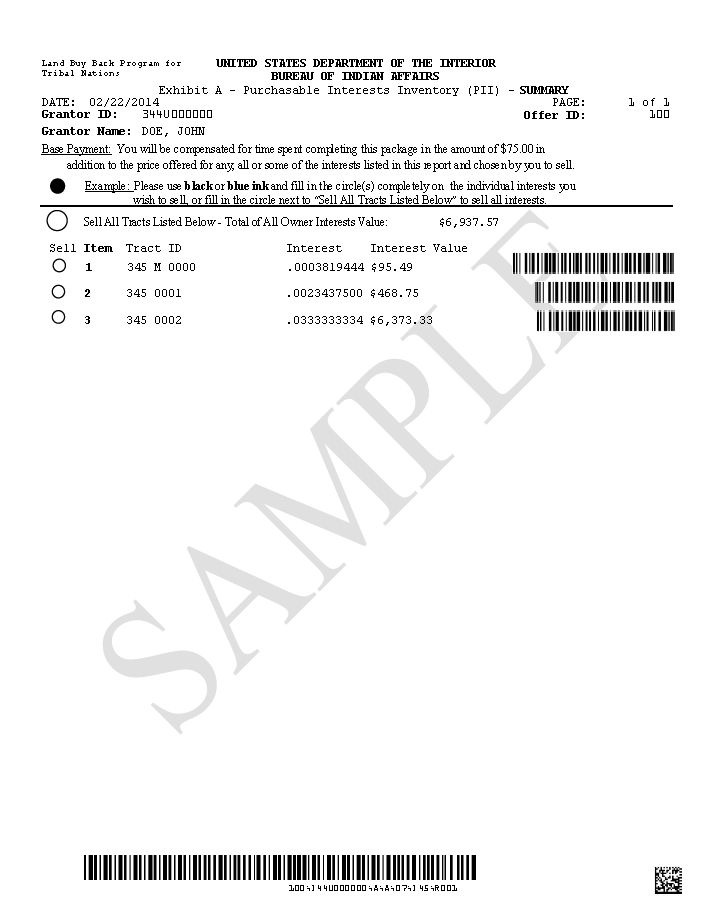 Land Buy Back Program for
Tribal Nations
UNITED STATES DEPARTMENT OF THE INTERIOR
BUREAU OF INDIAN AFFAIRS
Exhibit A - Purchasable Interests Inventory (PII) - SUMMARY
DATE: 02/22/2014 PAGE: 1 of 1
Grantor ID: 344U000000 Offer ID: 100
Grantor Name: DOE, JOHN
Base Payment: You will be compensated for time spent completing this package in the amount of $75.00 in
addition to the price offered for any, all or some of the interests listed in this report and chosen by you to sell.
Example: Please use black or blue ink and fill in the circle(s) completely on the individual interests you
wish to sell, or fill in the circle next to "Sell All Tracts Listed Below" to sell all interests.
Sell All Tracts Listed Below - Total of All Owner Interests Value: $6,937.57
Sell Item Tract ID Interest Interest Value
1 345 M 0000 .0003819444 $95.49
2 345 0001 .0023437500 $468.75
3 345 0002 .0333333334 $6,373.33
SAMPLE